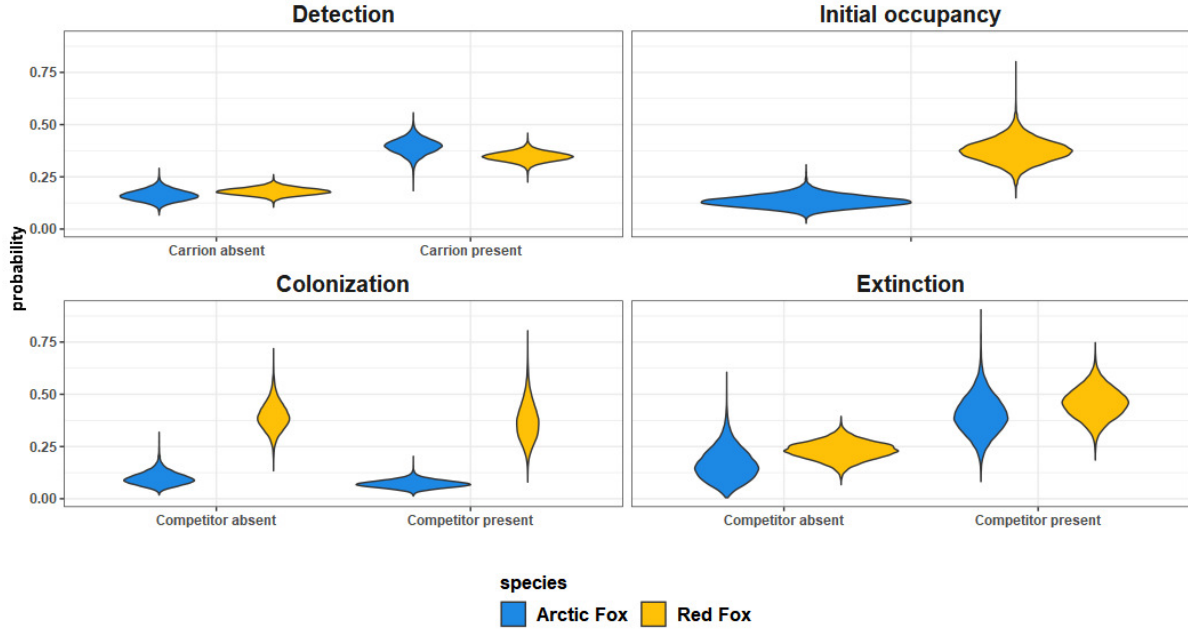 Detection
Initial occupancy
0.75
0.50
0.25
0.00
Carrion absent
Carrion present
probability
Colonization
Extinction
0.75
0.50
0.25
0.00
Competitor absent
Competitor present
Competitor absent
Competitor present
species
Arctic Fox
Red Fox